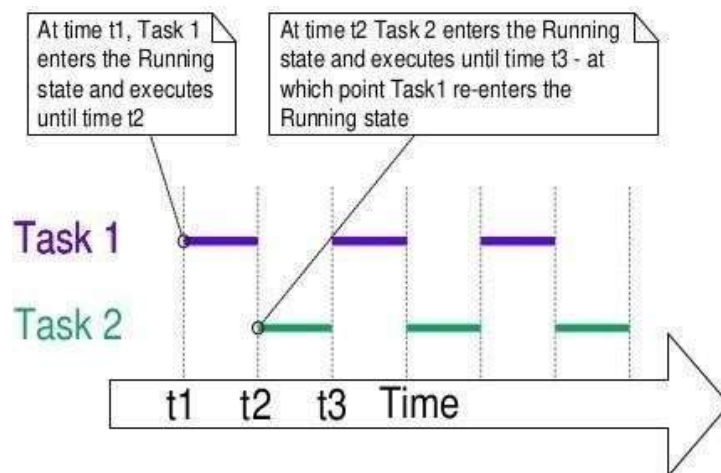 At time t1, Task 1
enters the Running
state and executes
until time t2
At time t2 Task 2 enters the Running
state and executes until time t3 - at
which point Task1 re-enters the
Running state
Task 1
Task 2
t1 t2 t3 Time